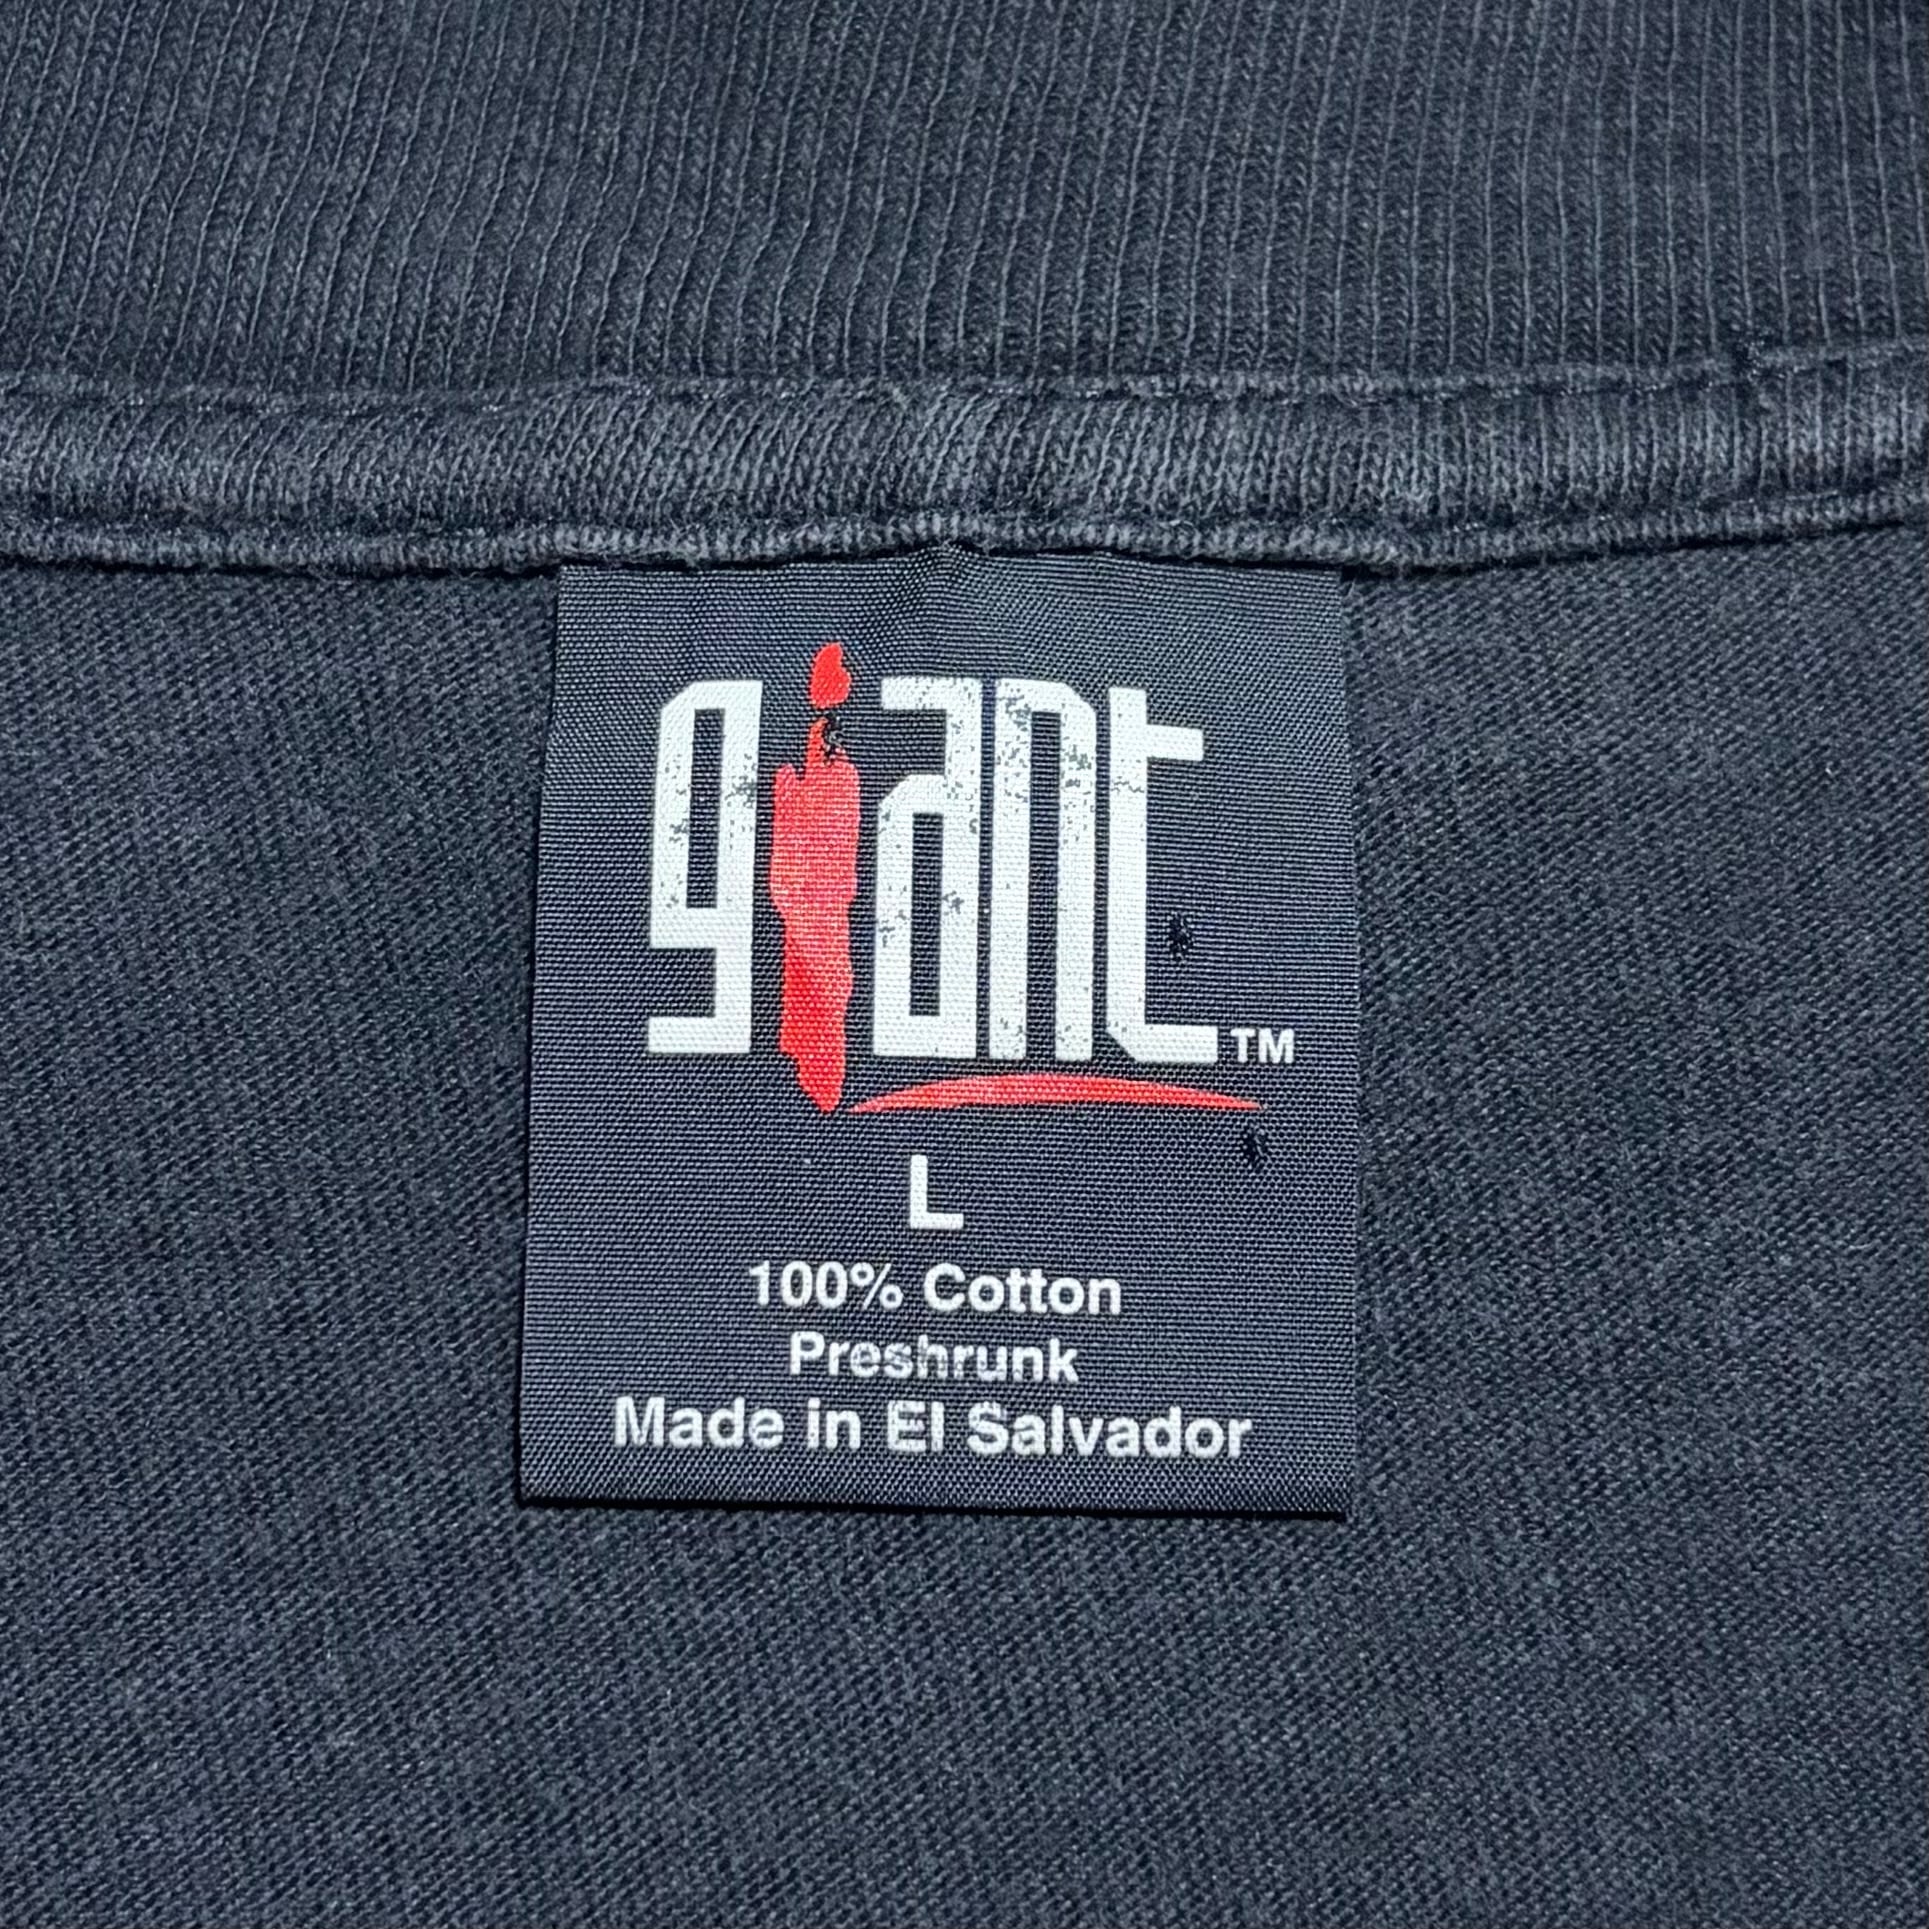 giant™
L
100% Cotton
Preshrunk
Made in El Salvador